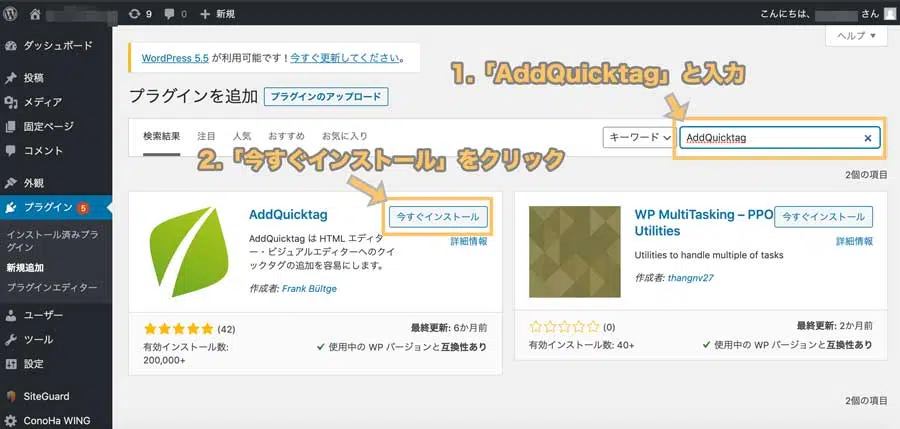 9 0 + 新規
こんにちは、 さん
ヘルプ ▼
ダッシュボード
投稿
メディア
固定ページ
コメント
外観
プラグイン 5
インストール済みプラグイン
新規追加
プラグインエディター
ユーザー
ツール
設定
SiteGuard
ConoHa WING
WordPress 5.5 が利用可能です ! 今すぐ更新してください。
1.「AddQuicktag」と入力
プラグインを追加 プラグインのアップロード
検索結果 注目 人気 おすすめ お気に入り
キーワード
AddQuicktag ×
2.「今すぐインストール」をクリック
2個の項目
AddQuicktag
今すぐインストール
詳細情報
AddQuicktag は HTML エディタ
ー・ビジュアルエディターへのクイ
ックタグの追加を容易にします。
作成者: Frank Bültge
(42)
最終更新: 6か月前
有効インストール数:
200,000+
✓ 使用中の WP バージョンと互換性あり
WP MultiTasking – PPO
Utilities
今すぐインストール
詳細情報
Utilities to handle multiple of tasks
作成者: thangnv27
(0)
最終更新: 2か月前
有効インストール数: 40+
✓ 使用中の WP バージョンと互換性あり
2個の項目